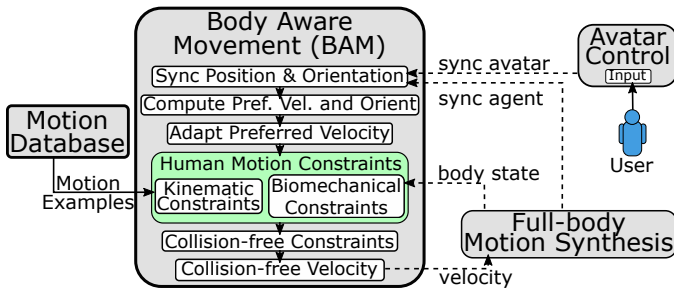 Body Aware
Movement (BAM)
Sync Position & Orientation
Compute Pref. Vel. and Orient
Adapt Preferred Velocity
Human Motion Constraints
Kinematic
Constraints
Biomechanical
Constraints
Collision-free Constraints
Collision-free Velocity
Motion
Database
Motion
Examples
sync avatar
sync agent
body state
velocity
Avatar
Control
Input
User
Full-body
Motion Synthesis